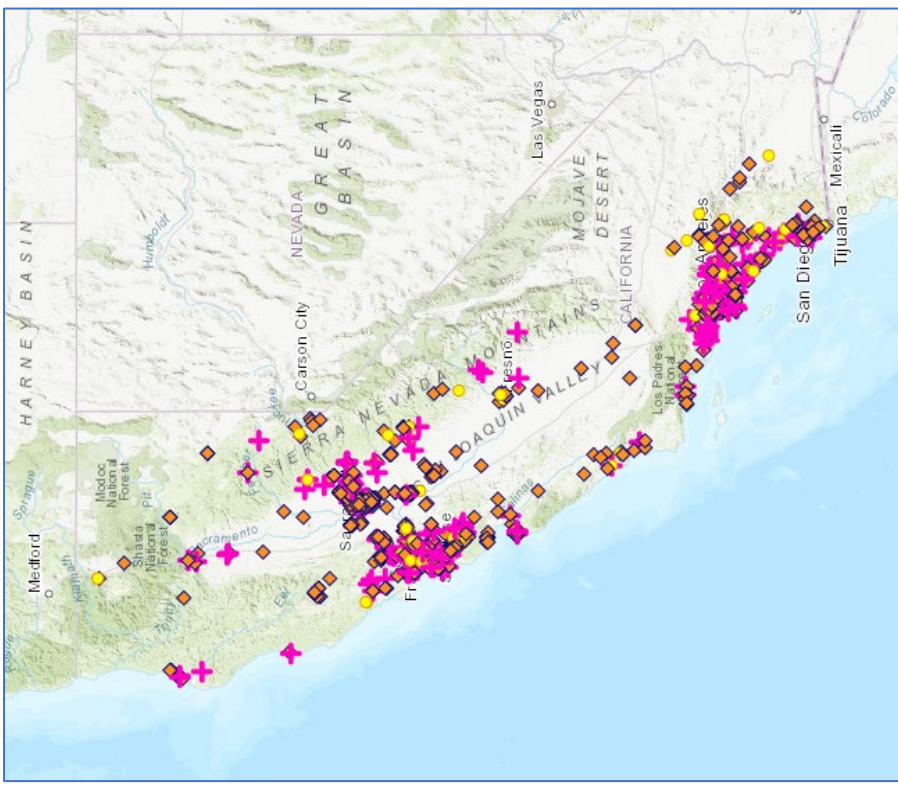 Sprague
Medford
Klamath
HARNEY BASIN
Modoc
National
Forest
Pit
Shasta
National
Forest
Trinity
Humboldt
Sacramento
Eel
Carson City
NEVADA
GREAT
BASIN
SIERRA NEVADA MOUNTAINS
JOAQUIN VALLEY
Fresno
Las Vegas
MOJAVE
DESERT
CALIFORNIA
Los Padres
National
Angeles
San Diego
Tijuana
Mexicali
Colorado